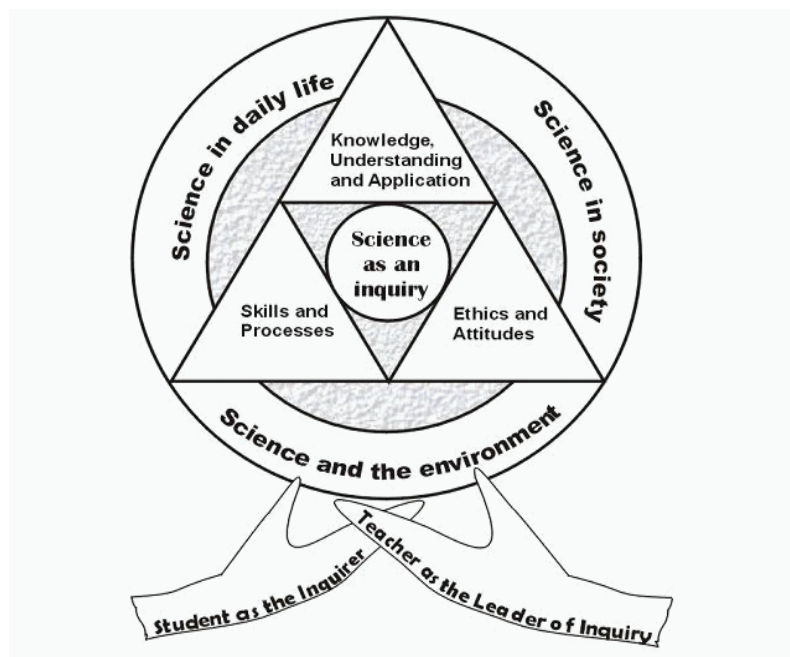 Science in daily life
Science in society
Knowledge,
Understanding
and Application
Science
as an
inquiry
Skills and
Processes
Ethics and
Attitudes
Science and the environment
Student as the Inquirer
Teacher as the Leader of Inquiry